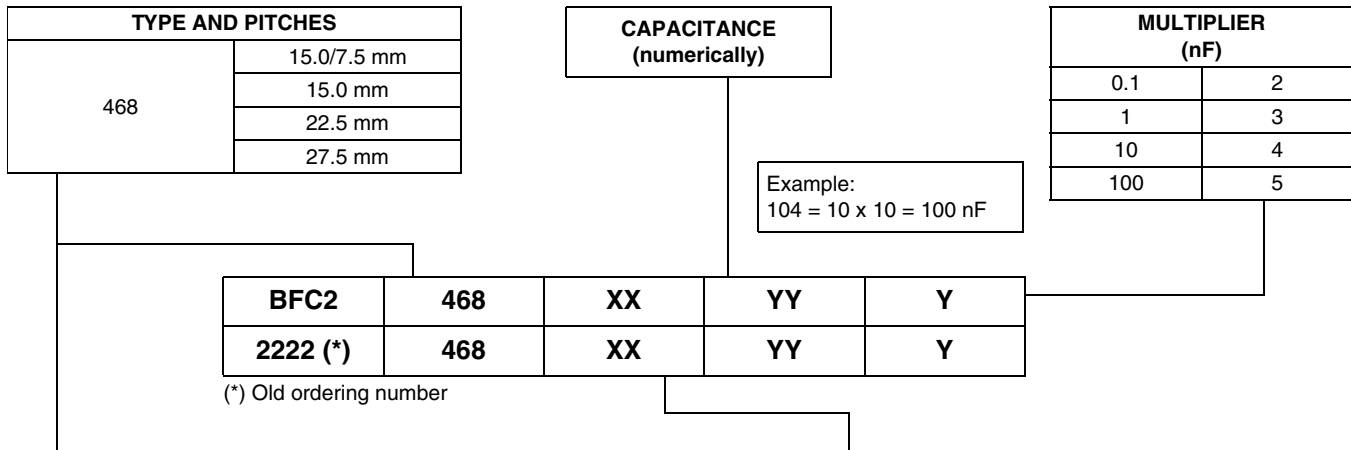 TYPE AND PITCHES
468
15.0/7.5 mm
15.0 mm
22.5 mm
27.5 mm
CAPACITANCE
(numerically)
MULTIPLIER
(nF)
0.1 2
1 3
10 4
100 5
Example:
104 = 10 x 10 = 100 nF
BFC2 468 XX YY Y
2222 (*) 468 XX YY Y
(*) Old ordering number